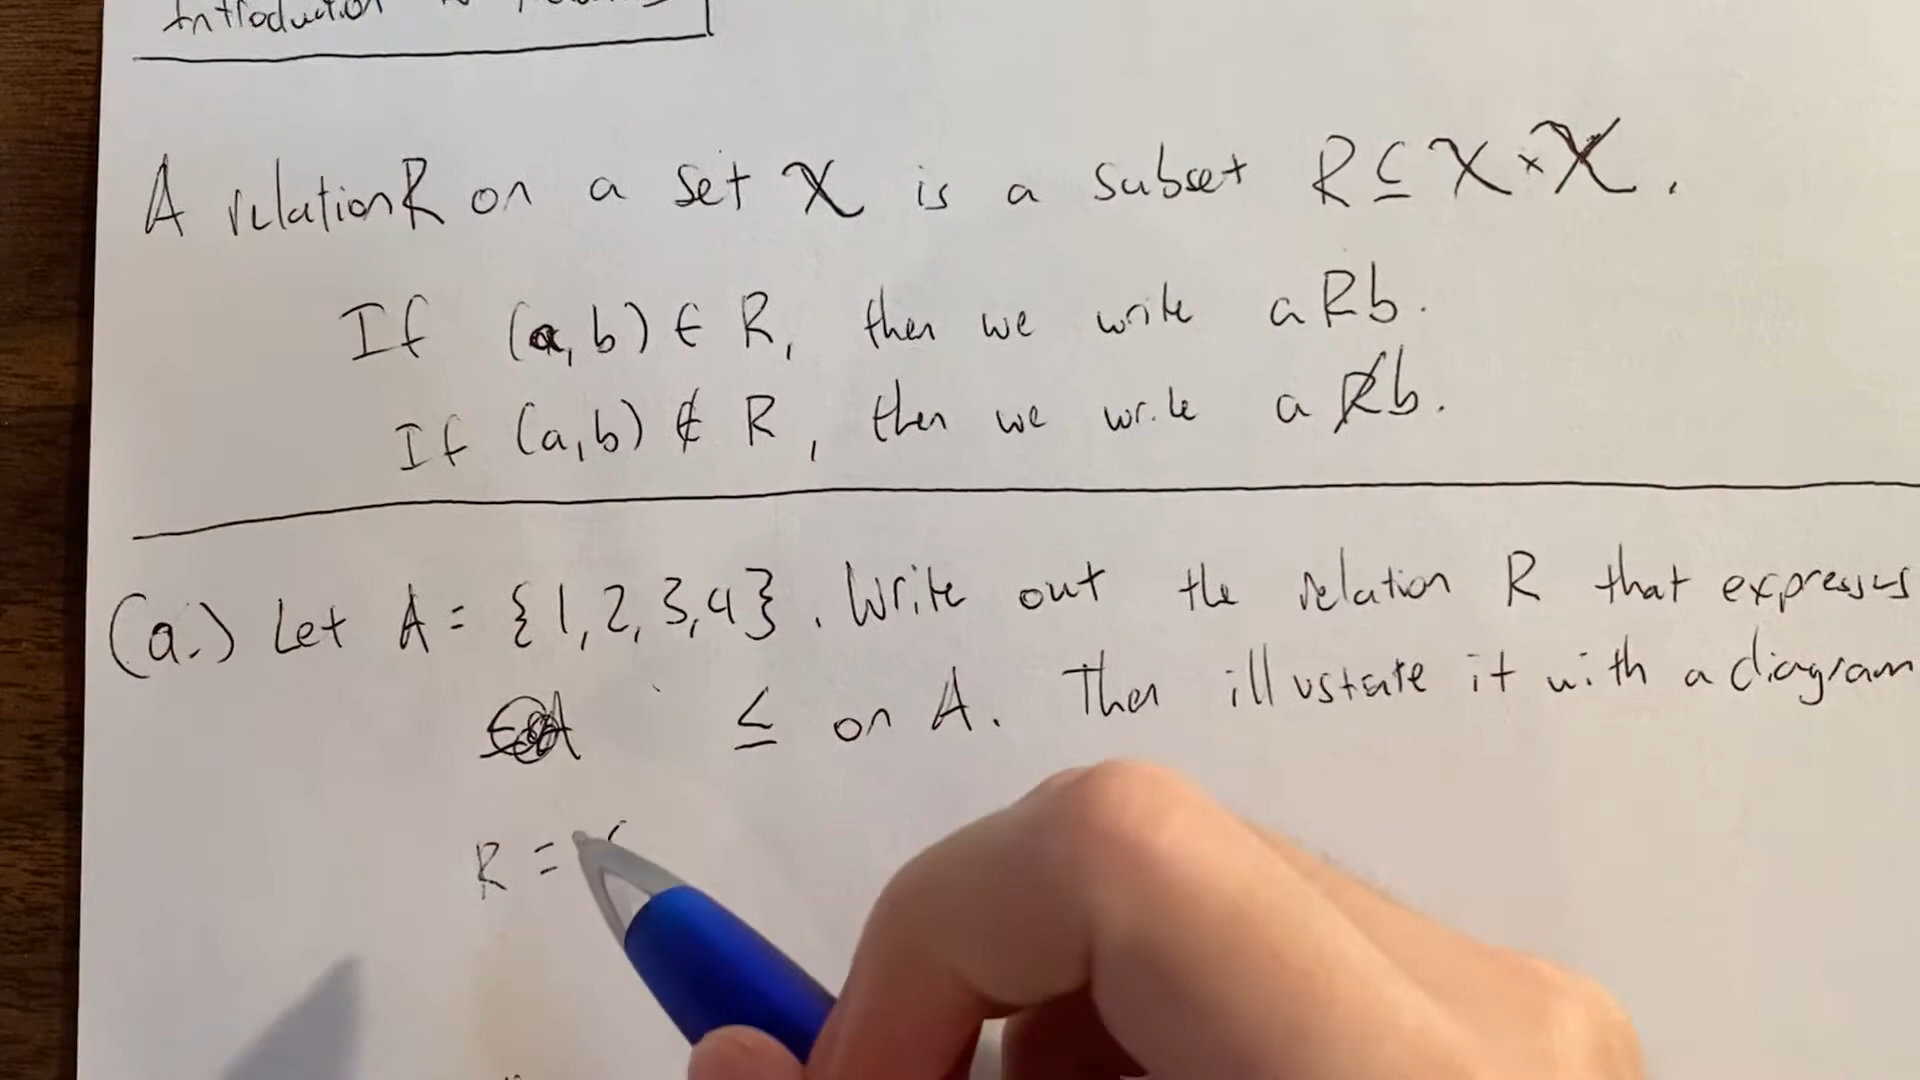 Introduction
A relation R on a set X is a subset R ⊆ X × X.
If (a, b) ∈ R, then we write a R b.
If (a, b) ∉ R, then we write a R̸ b.
(a.) Let A = {1, 2, 3, 4}. Write out the relation R that expresses
≤ on A. Then illustrate it with a diagram
R = {